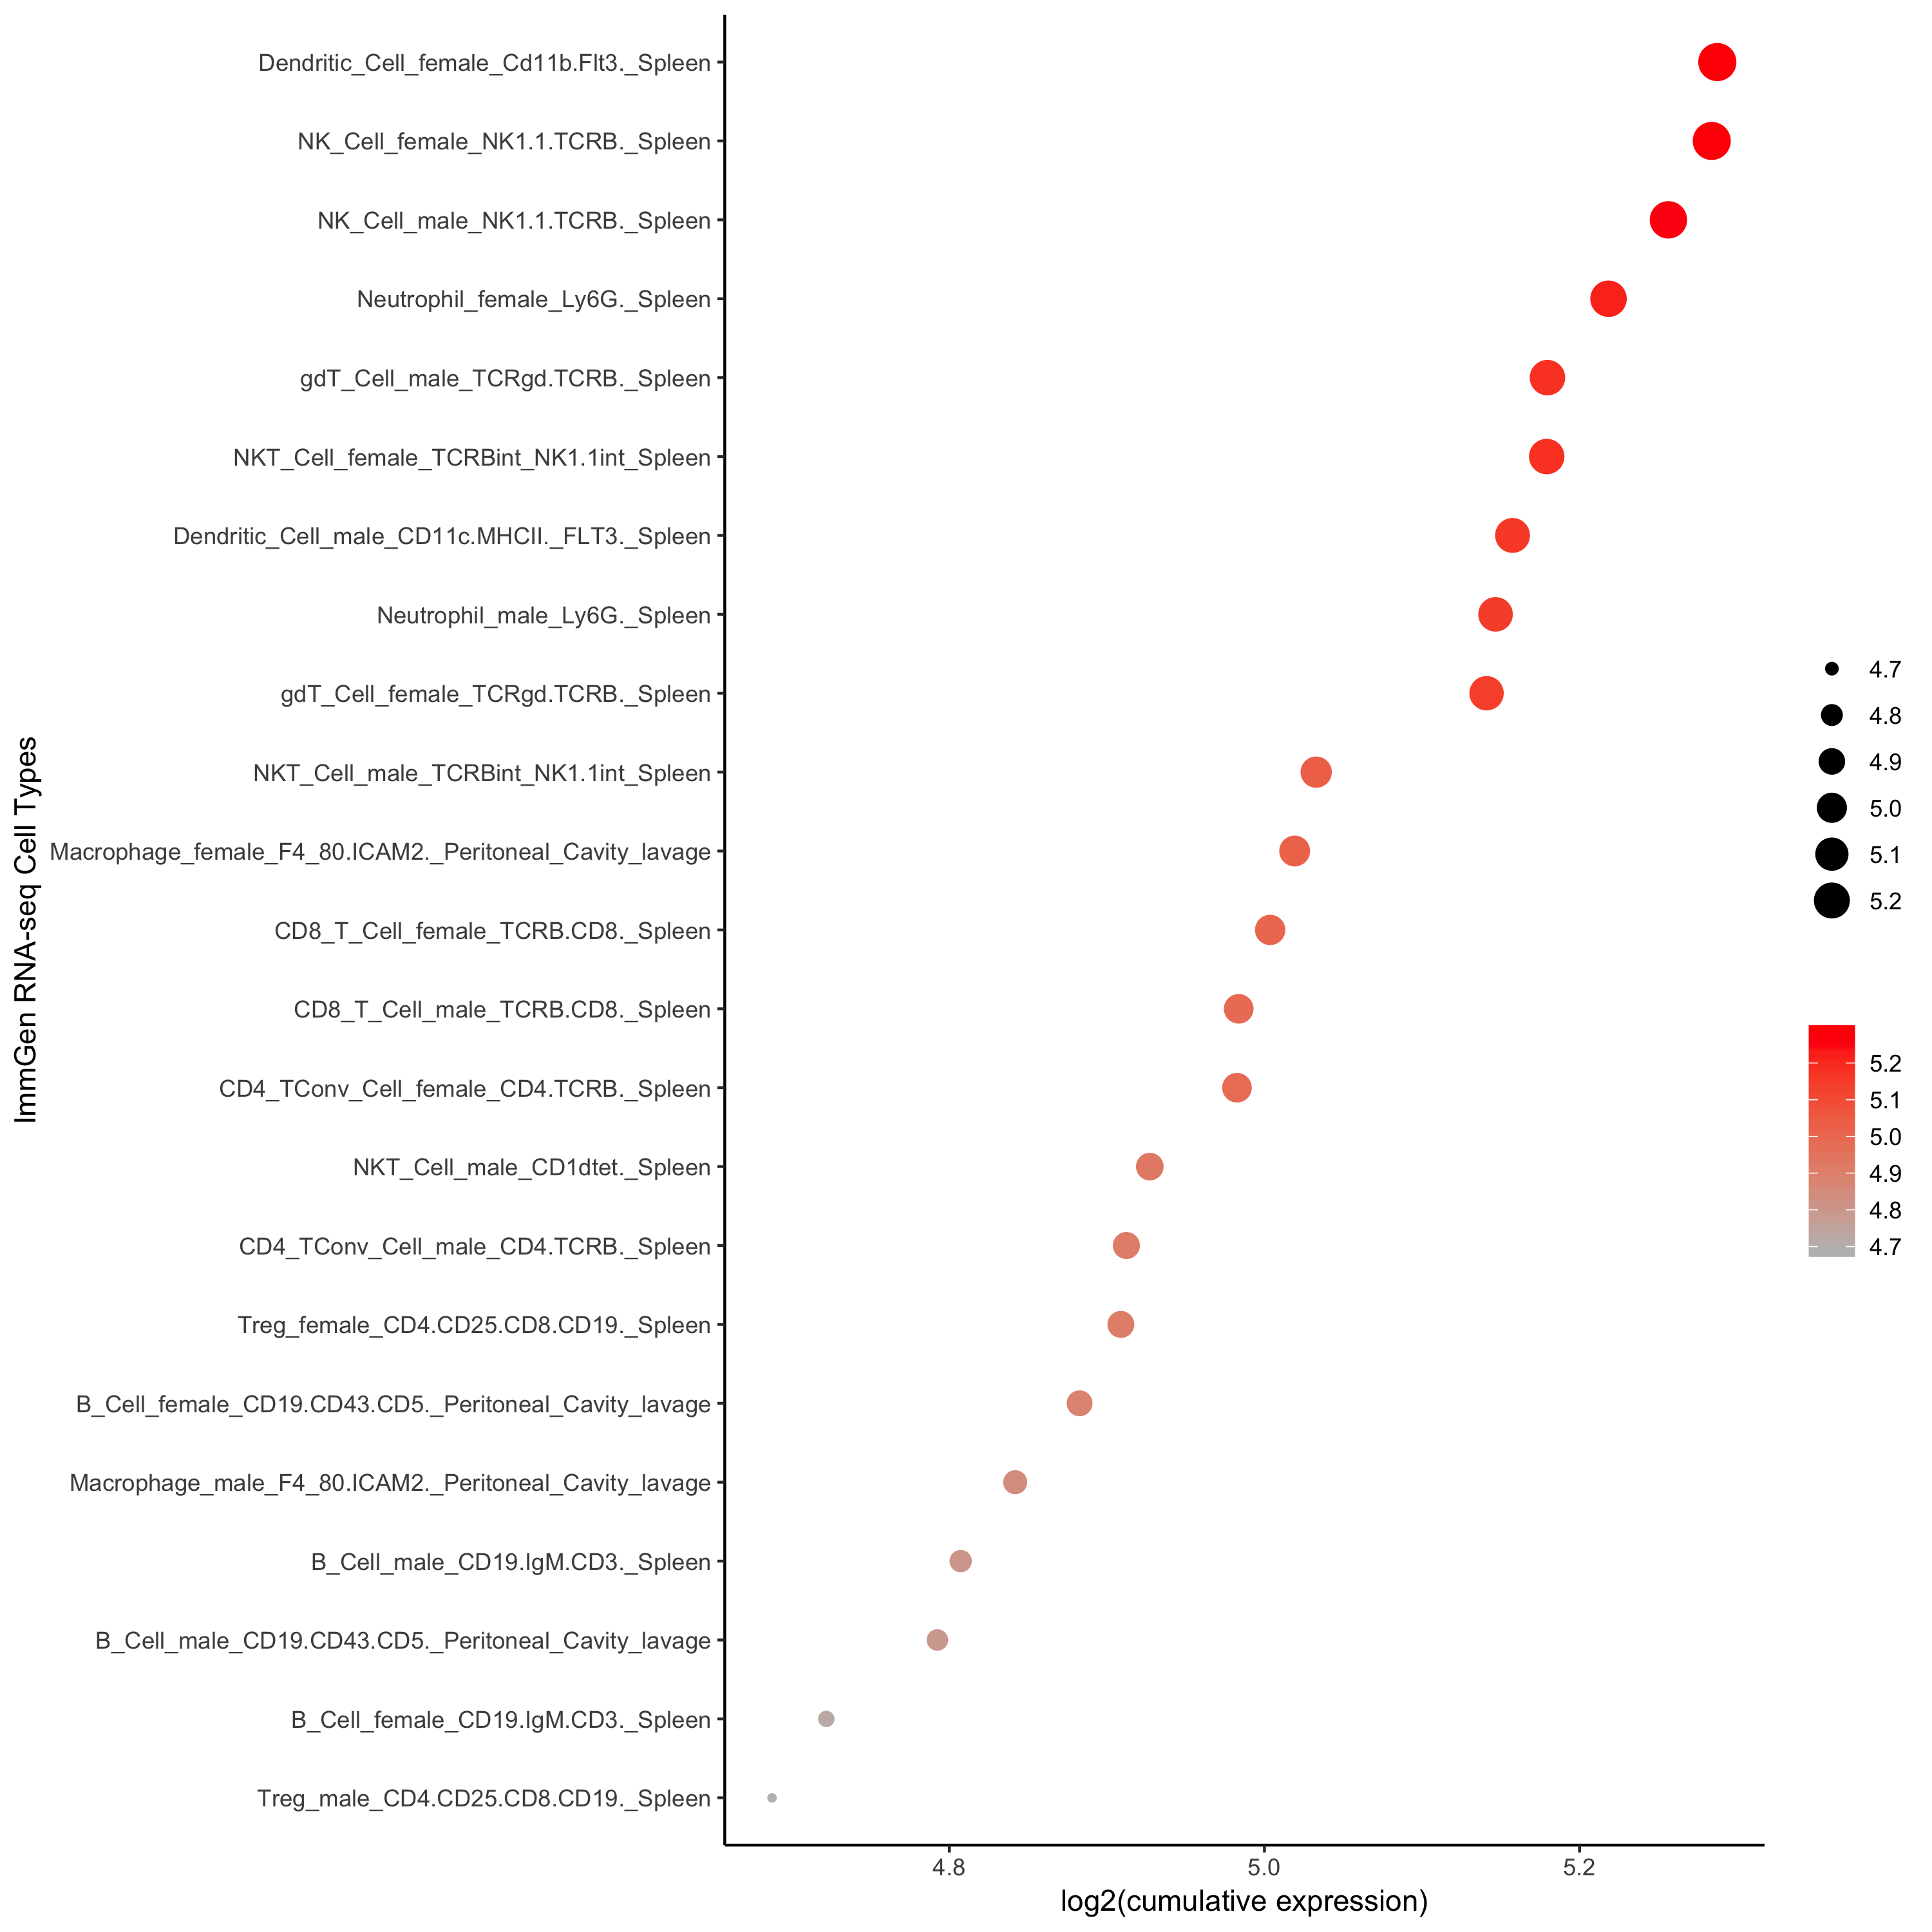 Dendritic_Cell_female_Cd11b.Flt3._Spleen
NK_Cell_female_NK1.1.TCRB._Spleen
NK_Cell_male_NK1.1.TCRB._Spleen
Neutrophil_female_Ly6G._Spleen
gdT_Cell_male_TCRgd.TCRB._Spleen
NKT_Cell_female_TCRBint_NK1.1int_Spleen
Dendritic_Cell_male_CD11c.MHCII._FLT3._Spleen
Neutrophil_male_Ly6G._Spleen
gdT_Cell_female_TCRgd.TCRB._Spleen
NKT_Cell_male_TCRBint_NK1.1int_Spleen
Macrophage_female_F4_80.ICAM2._Peritoneal_Cavity_lavage
CD8_T_Cell_female_TCRB.CD8._Spleen
CD8_T_Cell_male_TCRB.CD8._Spleen
CD4_TConv_Cell_female_CD4.TCRB._Spleen
NKT_Cell_male_CD1dtet._Spleen
CD4_TConv_Cell_male_CD4.TCRB._Spleen
Treg_female_CD4.CD25.CD8.CD19._Spleen
B_Cell_female_CD19.CD43.CD5._Peritoneal_Cavity_lavage
Macrophage_male_F4_80.ICAM2._Peritoneal_Cavity_lavage
B_Cell_male_CD19.IgM.CD3._Spleen
B_Cell_male_CD19.CD43.CD5._Peritoneal_Cavity_lavage
B_Cell_female_CD19.IgM.CD3._Spleen
Treg_male_CD4.CD25.CD8.CD19._Spleen
ImmGen RNA-seq Cell Types
4.8
5.0
5.2
log2(cumulative expression)
4.7
4.8
4.9
5.0
5.1
5.2
5.2
5.1
5.0
4.9
4.8
4.7